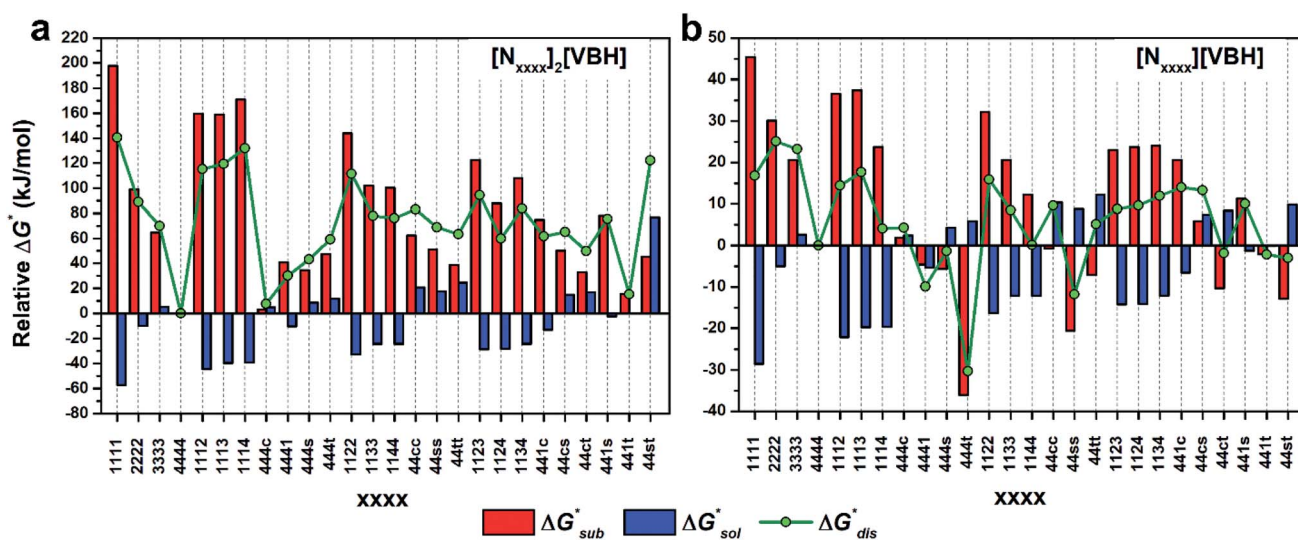 a
[Nxxxx]2[VBH]
Relative ΔG* (kJ/mol)
220
200
180
160
140
120
100
80
60
40
20
0
-20
-40
-60
-80
1111 2222 3333 4444 1112 1113 1114 444c 4441 444s 444t 1122 1133 1144 44cc 44ss 44tt 1123 1124 1134 441c 44cs 44ct 441s 441t 44st
xxxx
b
[Nxxxx][VBH]
50
40
30
20
10
0
-10
-20
-30
-40
1111 2222 3333 4444 1112 1113 1114 444c 4441 444s 444t 1122 1133 1144 44cc 44ss 44tt 1123 1124 1134 441c 44cs 44ct 441s 441t 44st
xxxx
ΔG*sub ΔG*sol ΔG*dis